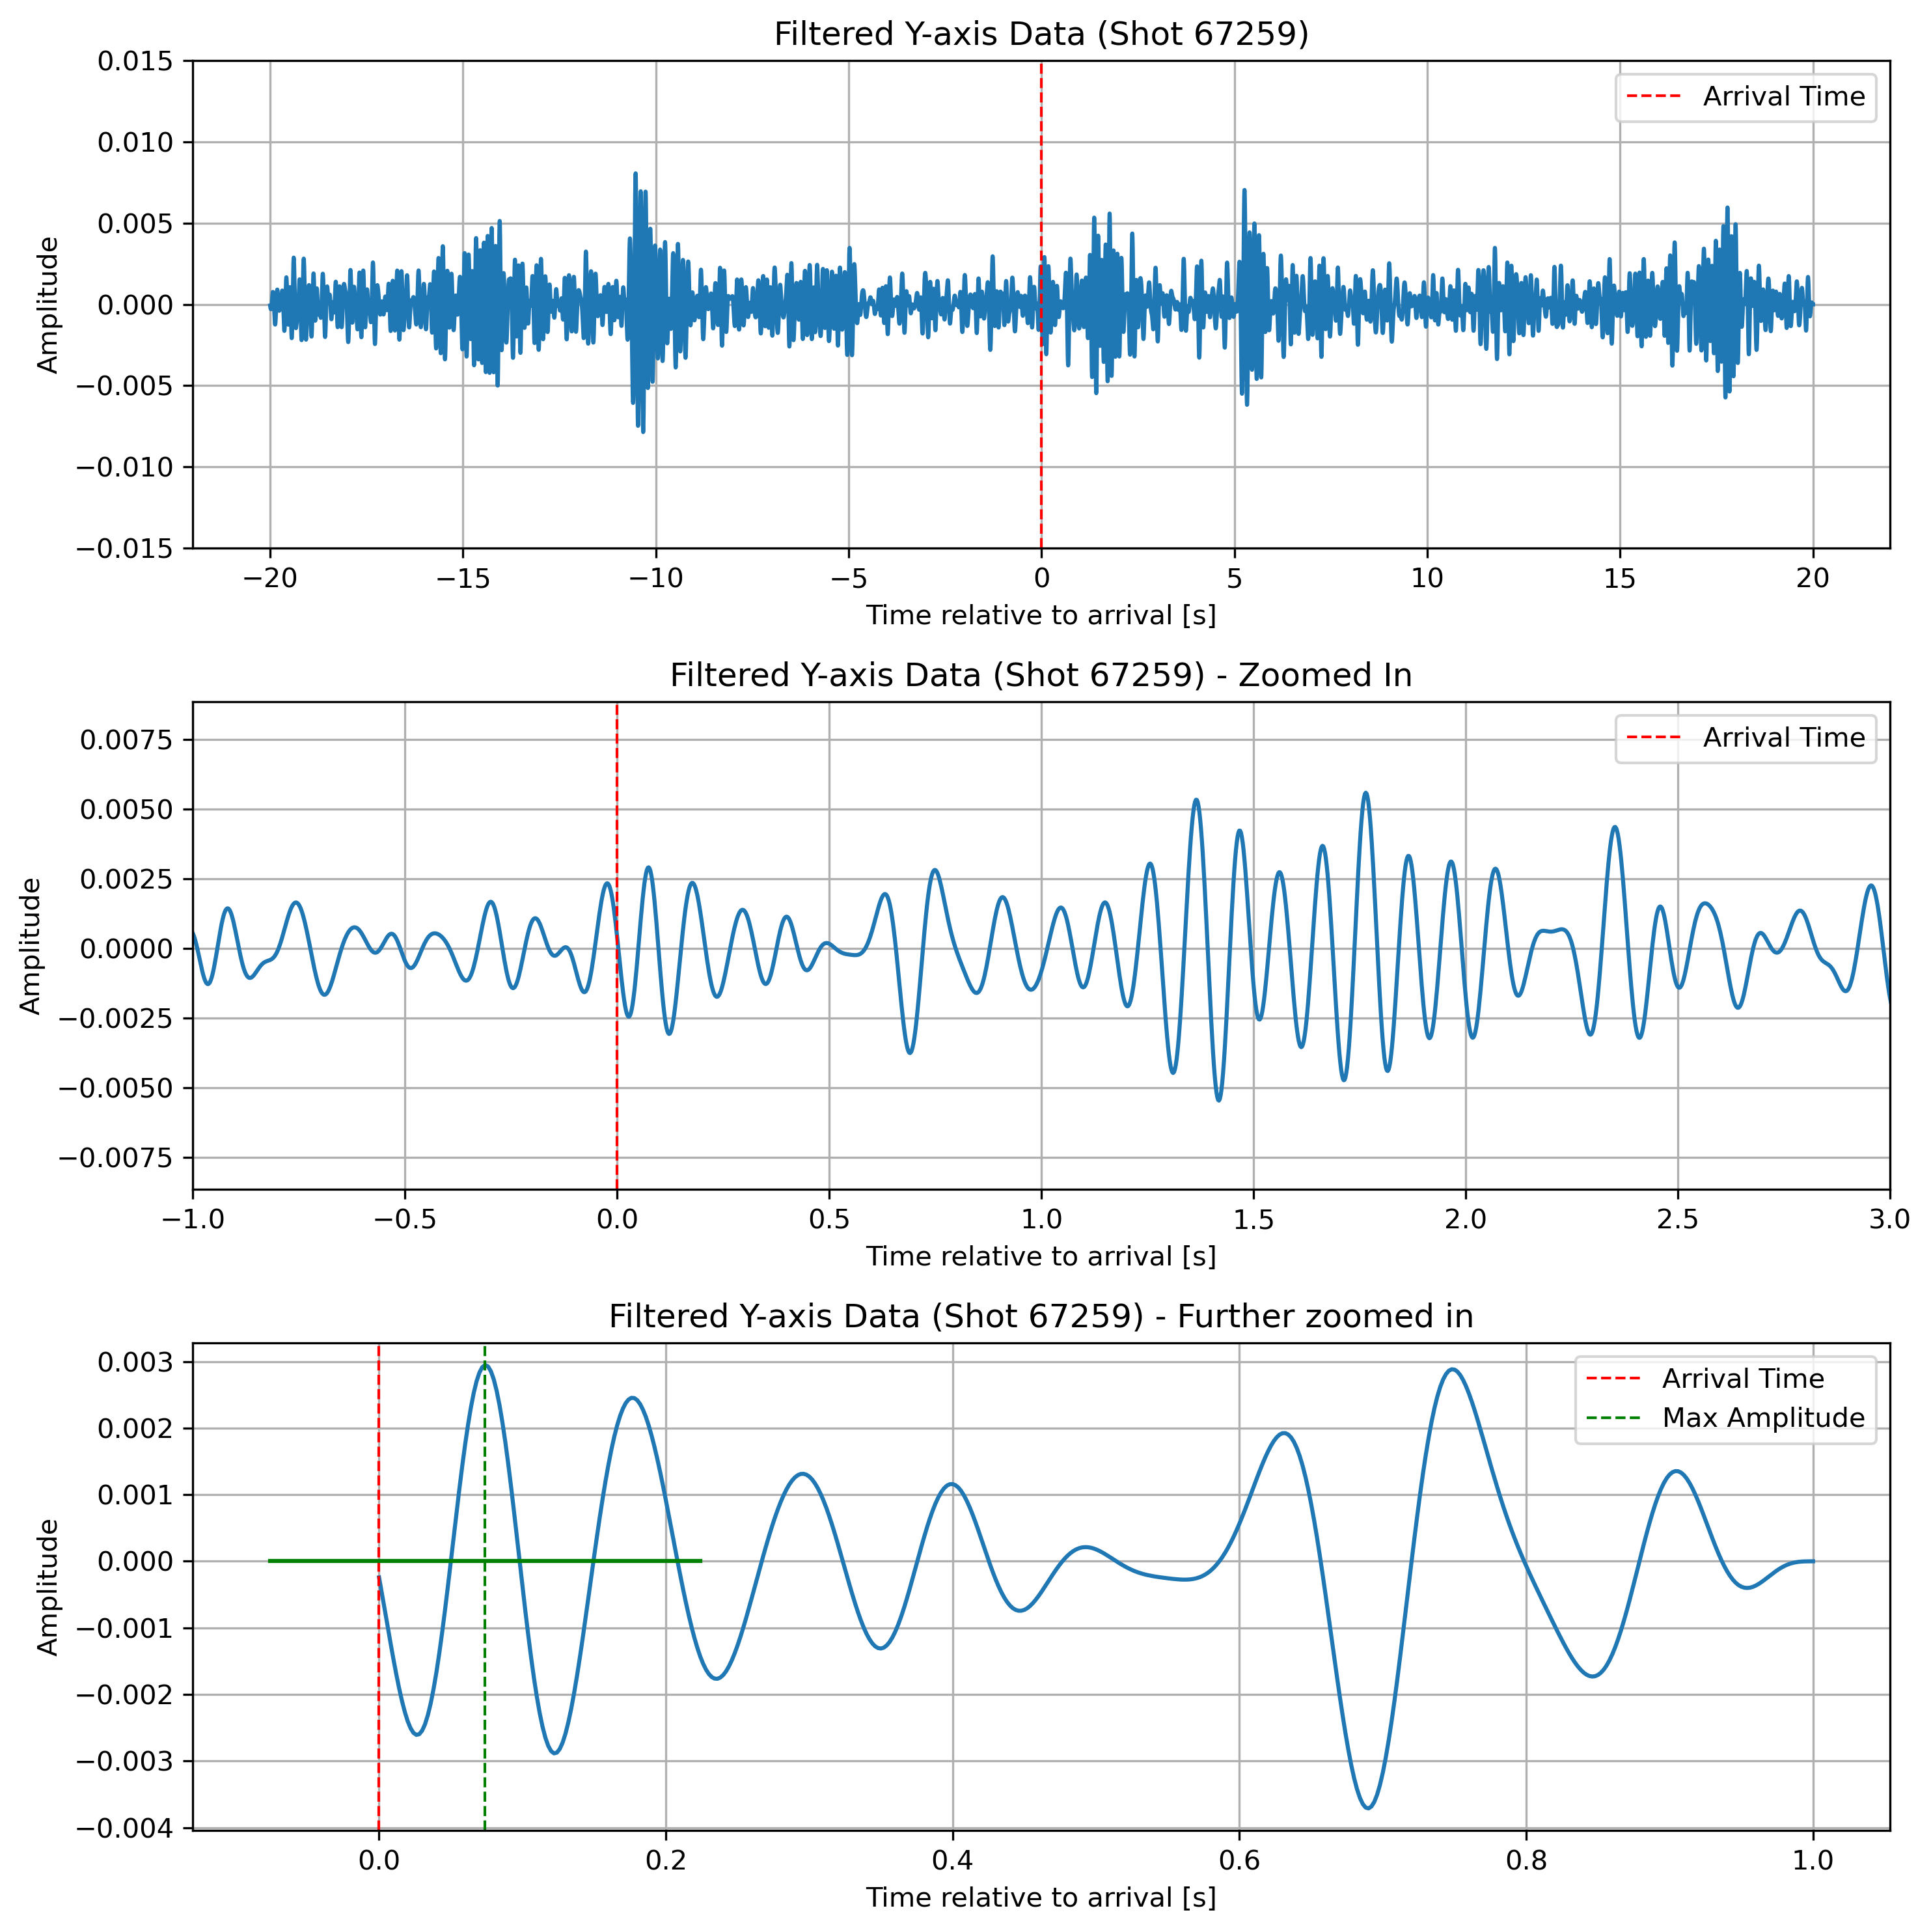 Filtered Y-axis Data (Shot 67259)
0.015
0.010
0.005
0.000
−0.005
−0.010
−0.015
Amplitude
Arrival Time
−20 −15 −10 −5 0 5 10 15 20
Time relative to arrival [s]
Filtered Y-axis Data (Shot 67259) - Zoomed In
0.0075
0.0050
0.0025
0.0000
−0.0025
−0.0050
−0.0075
Amplitude
Arrival Time
−1.0 −0.5 0.0 0.5 1.0 1.5 2.0 2.5 3.0
Time relative to arrival [s]
Filtered Y-axis Data (Shot 67259) - Further zoomed in
0.003
0.002
0.001
0.000
−0.001
−0.002
−0.003
−0.004
Amplitude
Arrival Time
Max Amplitude
0.0 0.2 0.4 0.6 0.8 1.0
Time relative to arrival [s]